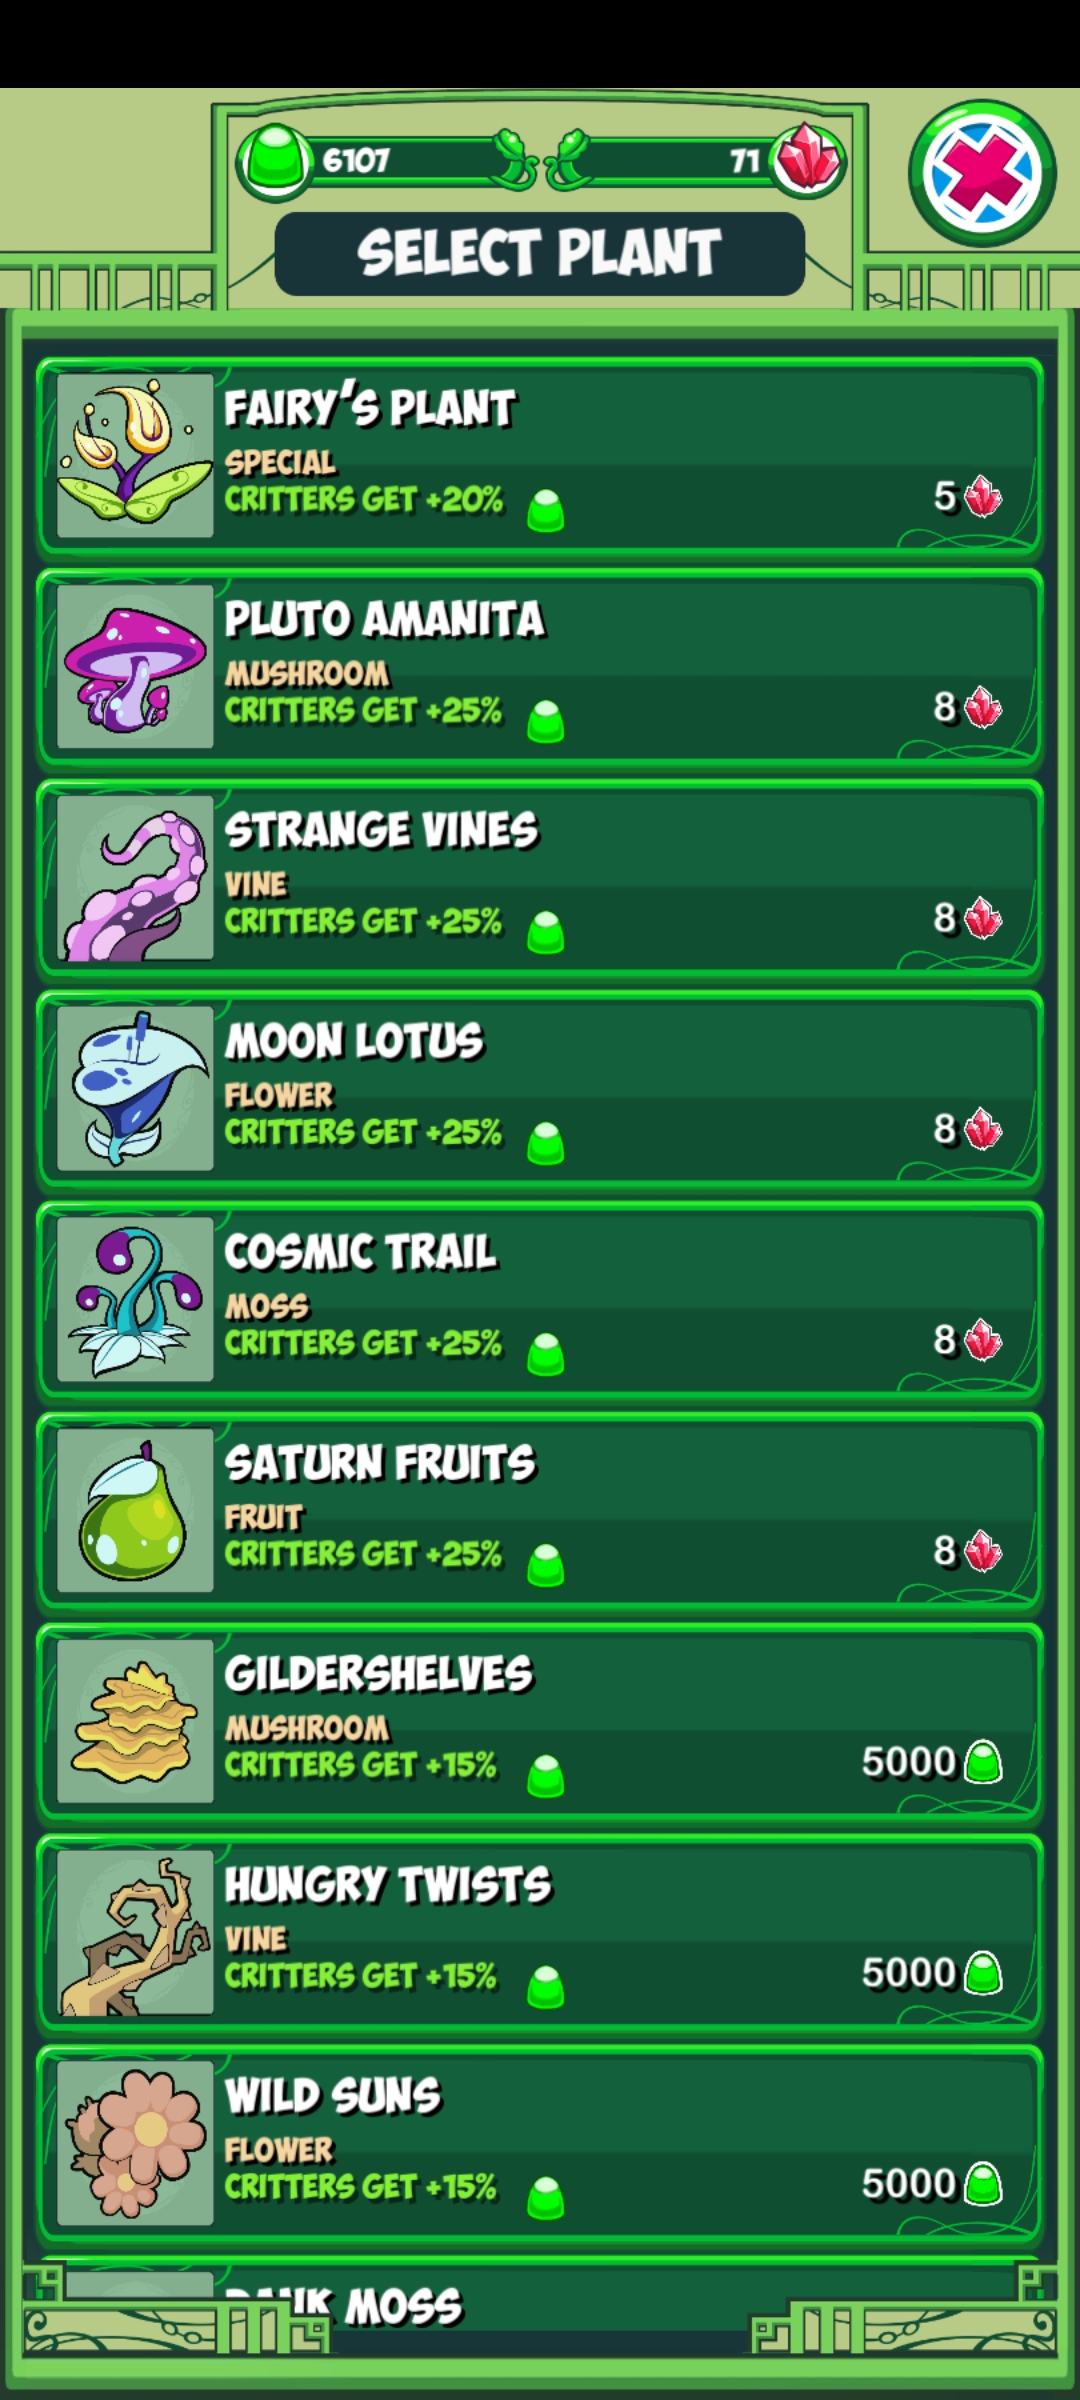 6107
71
SELECT PLANT
FAIRY'S PLANT
SPECIAL
CRITTERS GET +20%
5
PLUTO AMANITA
MUSHROOM
CRITTERS GET +25%
8
STRANGE VINES
VINE
CRITTERS GET +25%
8
MOON LOTUS
FLOWER
CRITTERS GET +25%
8
COSMIC TRAIL
MOSS
CRITTERS GET +25%
8
SATURN FRUITS
FRUIT
CRITTERS GET +25%
8
GILDERSHELVES
MUSHROOM
CRITTERS GET +15%
5000
HUNGRY TWISTS
VINE
CRITTERS GET +15%
5000
WILD SUNS
FLOWER
CRITTERS GET +15%
5000
MOSS